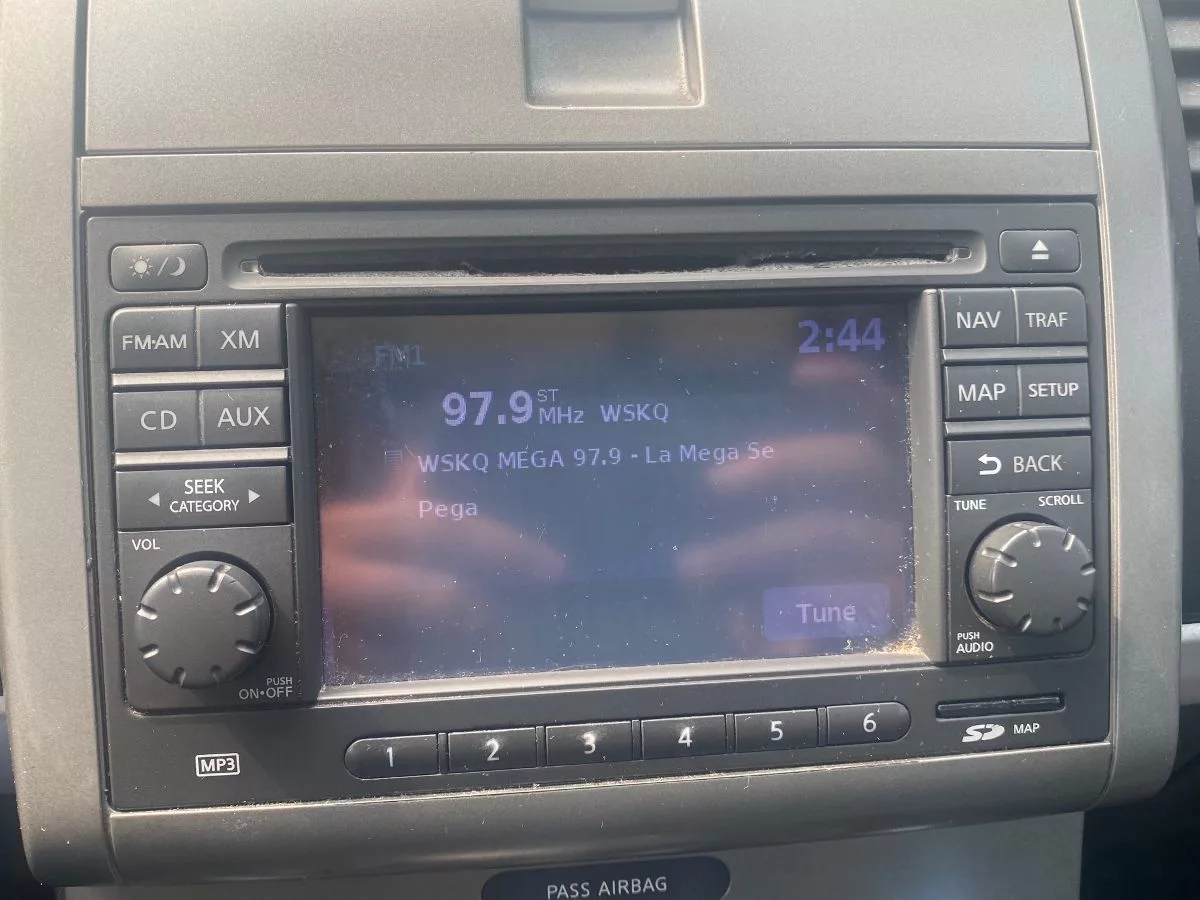 FM·AM
XM
CD
AUX
SEEK
CATEGORY
VOL
PUSH
ON•OFF
MP3
FM1
2:44
97.9 ST MHz WSKQ
WSKQ MEGA 97.9 - La Mega Se
Pega
Tune
NAV
TRAF
MAP
SETUP
BACK
TUNE
SCROLL
PUSH
AUDIO
1 2 3 4 5 6
SD MAP
PASS AIRBAG